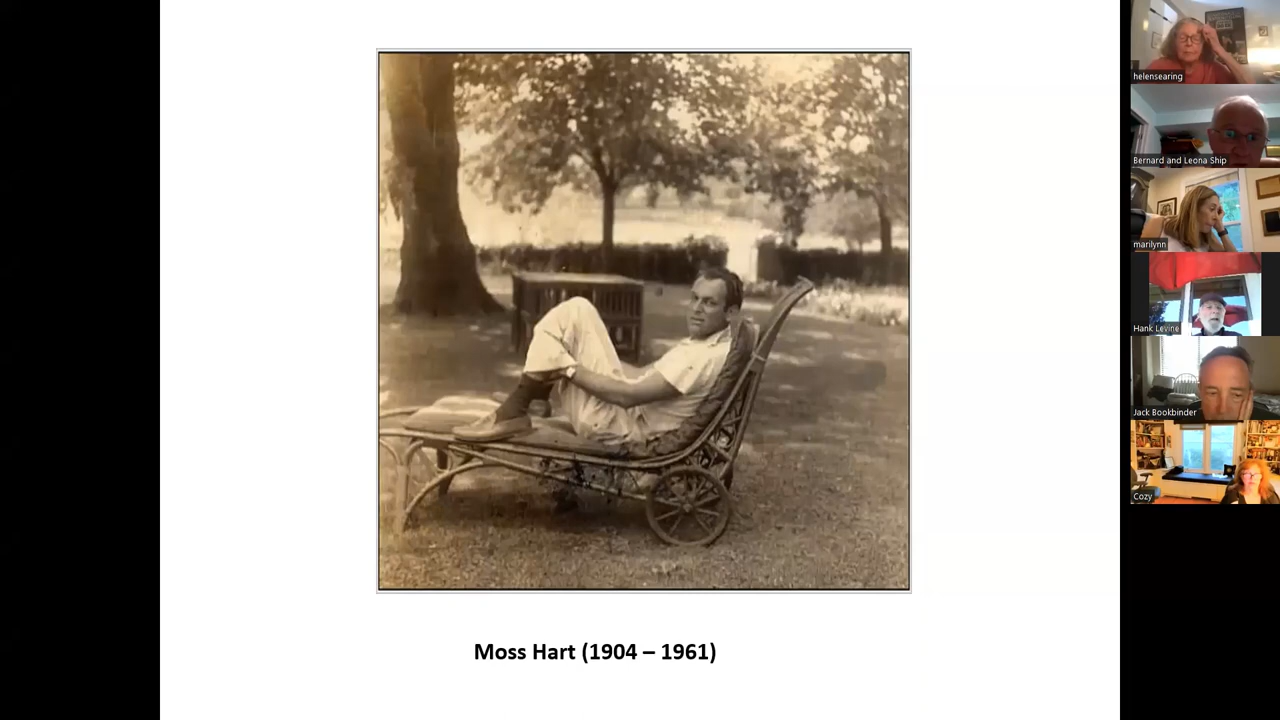 Moss Hart (1904 – 1961)
helensearing
Bernard and Leona Ship
marilynn
Hank Levine
Jack Bookbinder
Cozy